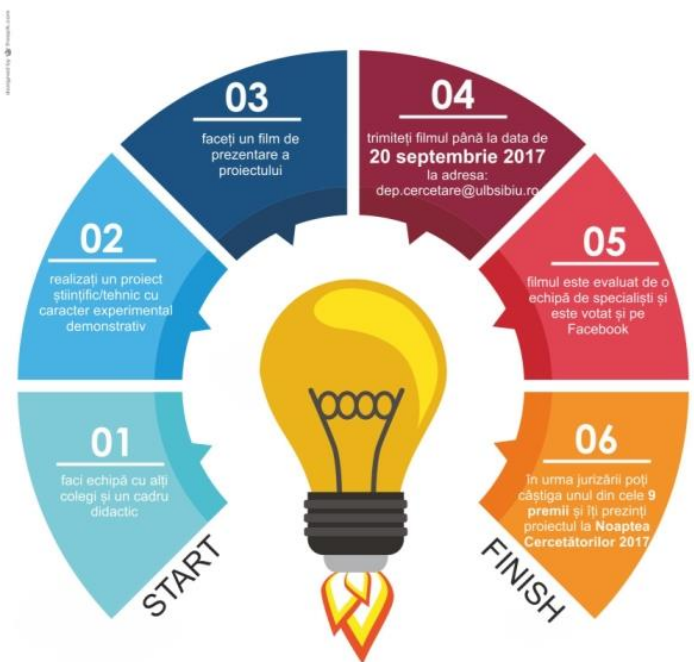 designed by freepik.com
START
01
faci echipă cu alți
colegi și un cadru
didactic
02
realizați un proiect
științific/tehnic cu
caracter experimental
demonstrativ
03
faceți un film de
prezentare a
proiectului
04
trimiteți filmul până la data de
20 septembrie 2017
la adresa:
dep.cercetare@ulbsibiu.ro
05
filmul este evaluat de o
echipă de specialiști și
este votat și pe
Facebook
06
în urma jurizării poți
câștiga unul din cele 9
premii și îți prezinți
proiectul la Noaptea
Cercetătorilor 2017
FINISH